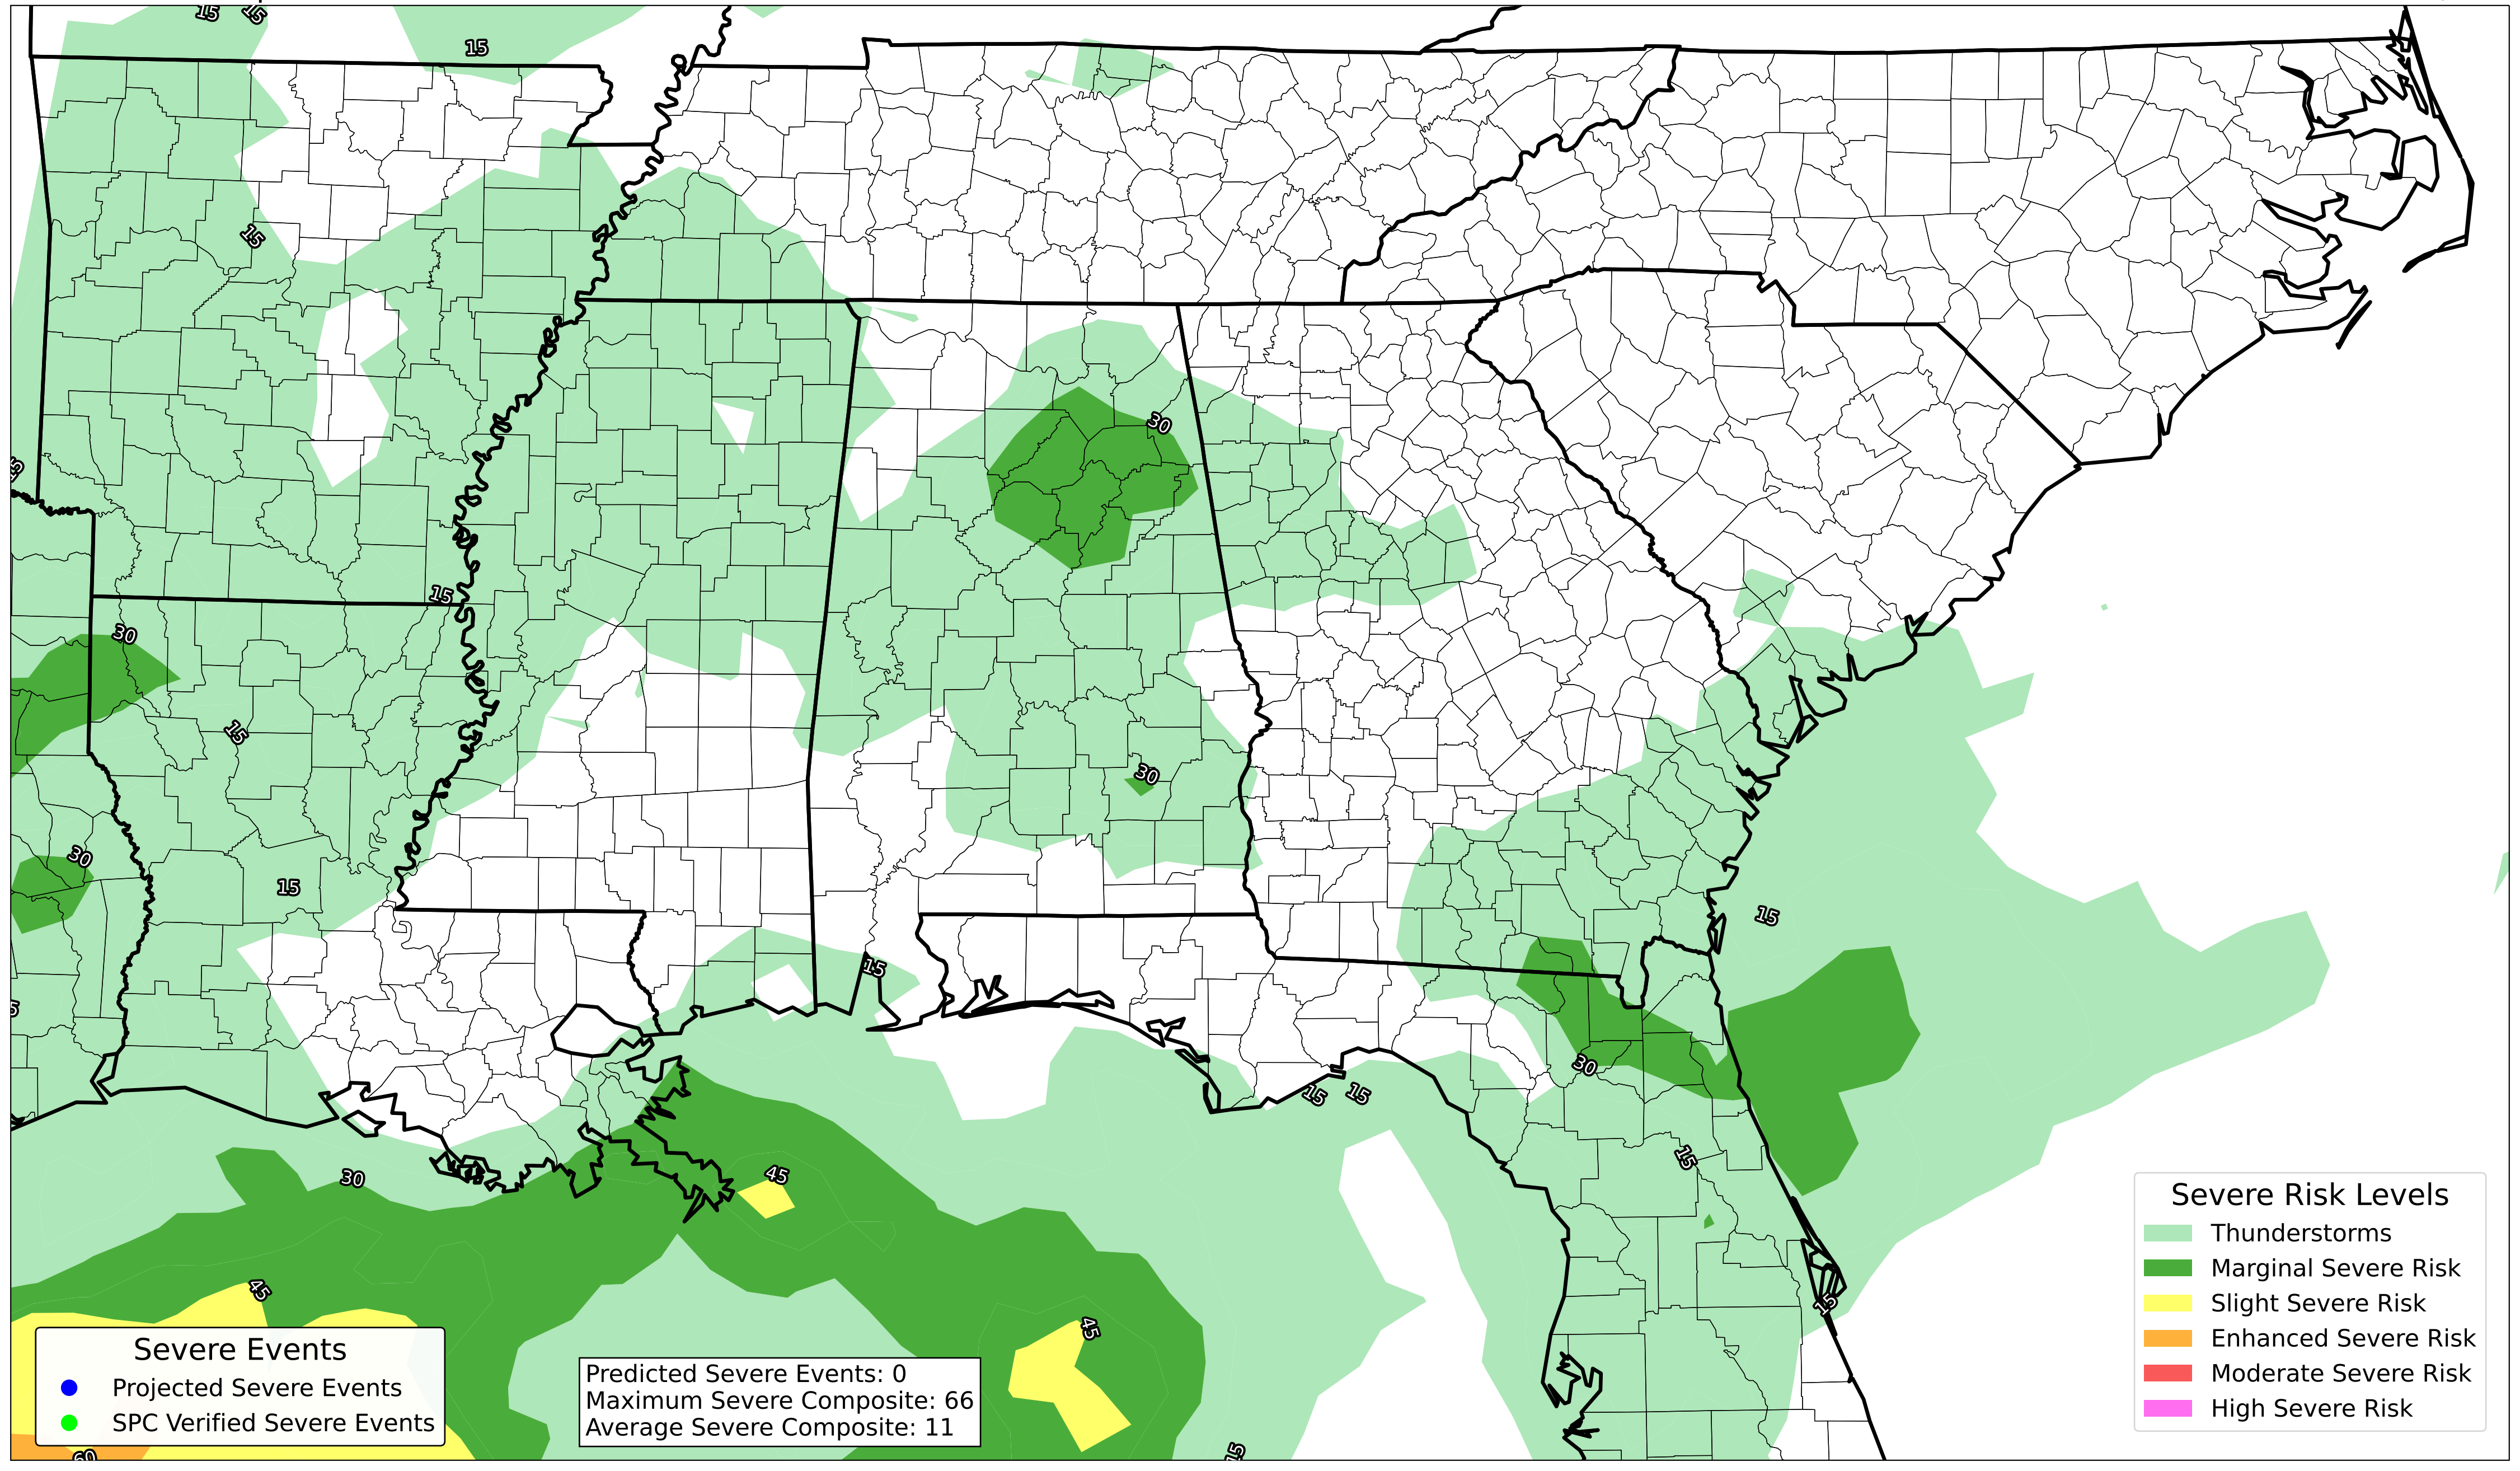 15
15
15
15
30
15
30
15
30
30
15
15
15
30
15
15
30
15
45
45
15
45
60
15
Severe Risk Levels
Thunderstorms
Marginal Severe Risk
Slight Severe Risk
Enhanced Severe Risk
Moderate Severe Risk
High Severe Risk
Severe Events
Projected Severe Events
SPC Verified Severe Events
Predicted Severe Events: 0
Maximum Severe Composite: 66
Average Severe Composite: 11